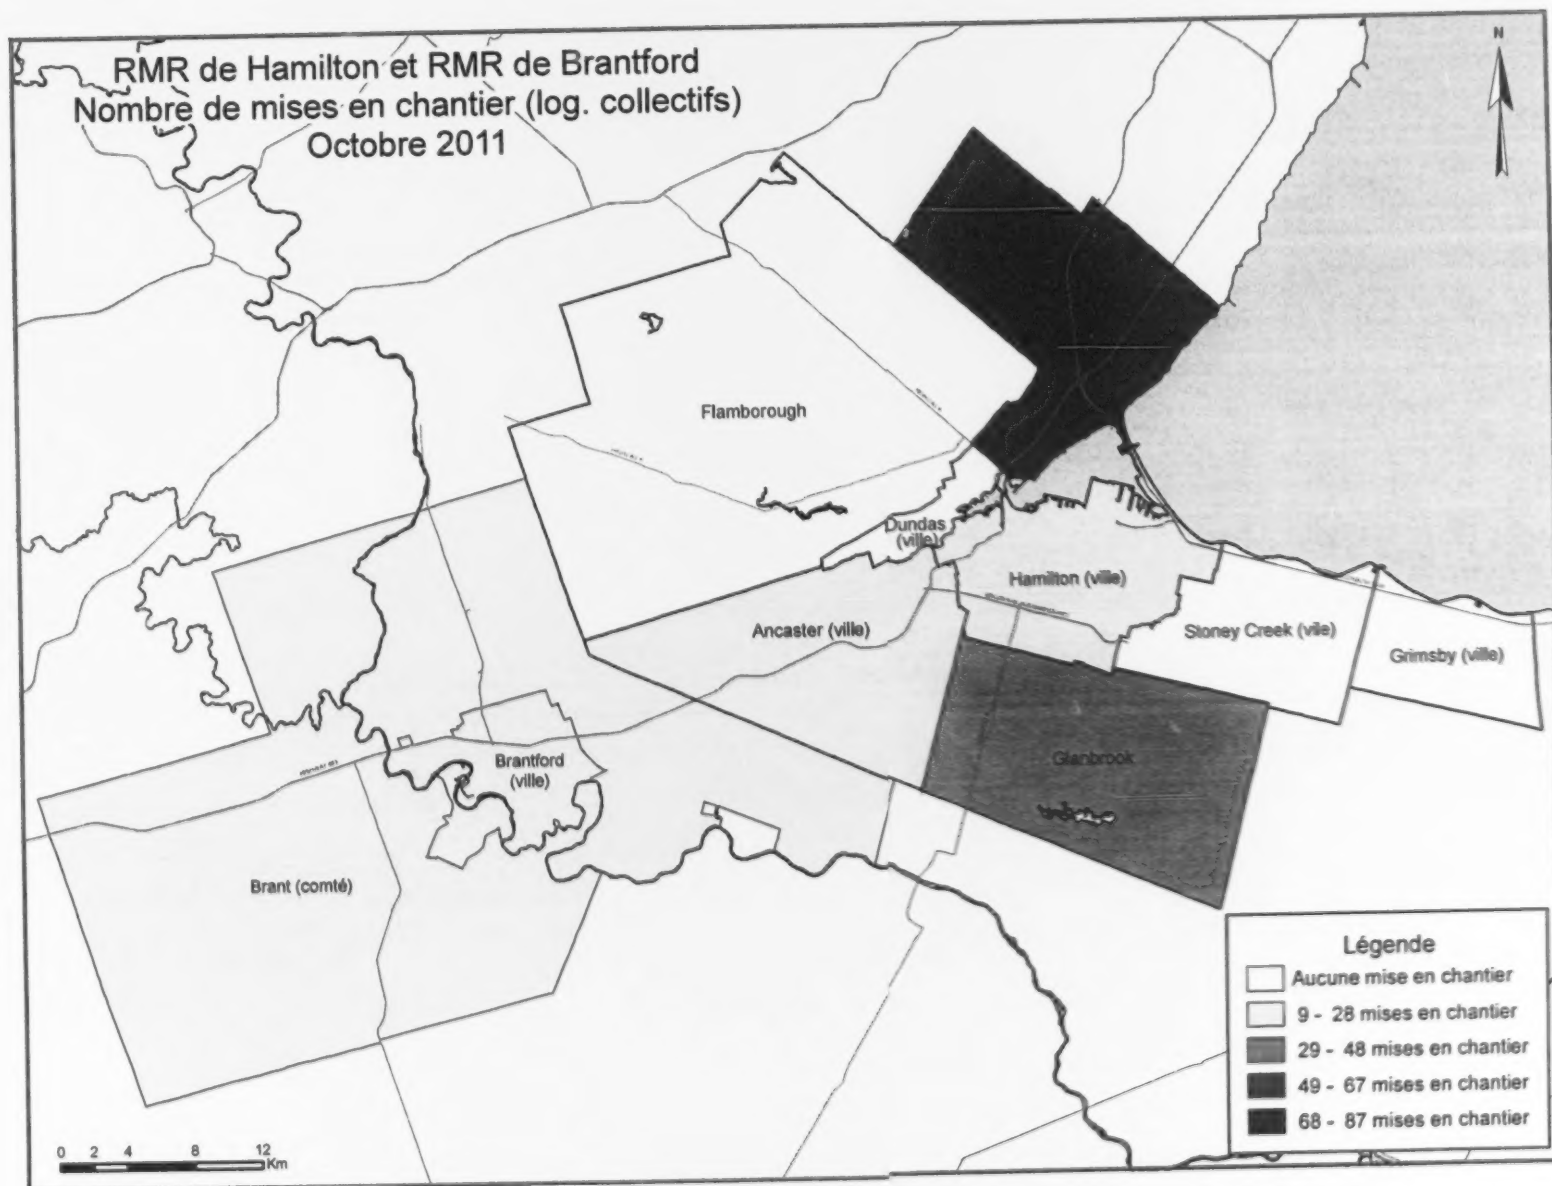 RMR de Hamilton et RMR de Brantford
Nombre de mises en chantier (log. collectifs)
Octobre 2011
N
Flamborough
Dundas
(ville)
Hamilton (ville)
Ancaster (ville)
Stoney Creek (ville)
Grimsby (ville)
Glanbrook
Brantford
(ville)
Brant (comté)
Légende
Aucune mise en chantier
9 - 28 mises en chantier
29 - 48 mises en chantier
49 - 67 mises en chantier
68 - 87 mises en chantier
0 2 4 8 12
Km